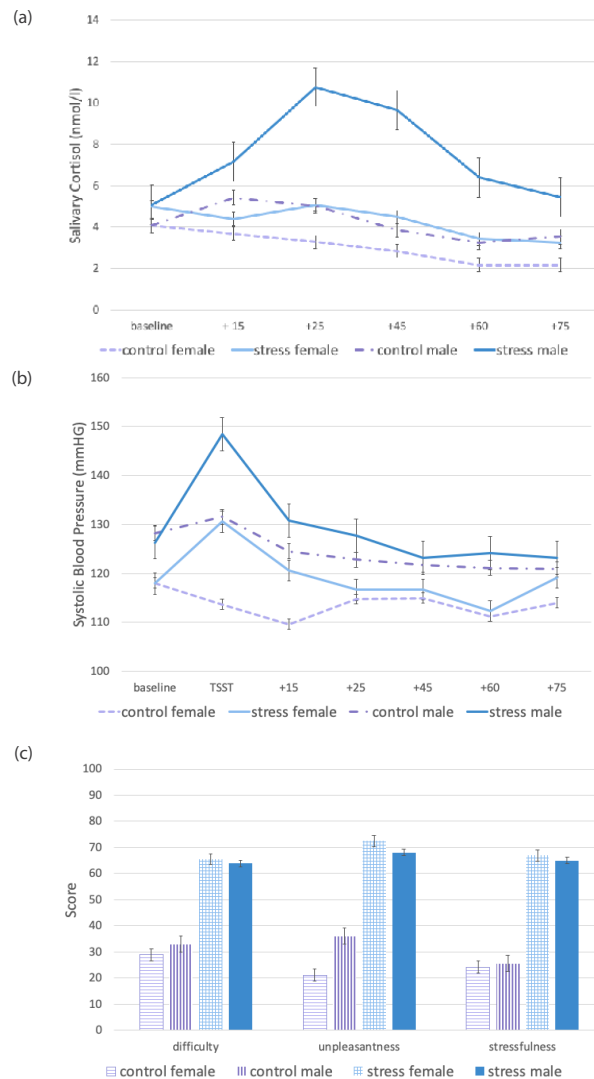 (a)
Salivary Cortisol (nmol/l)
14
12
10
8
6
4
2
0
baseline + 15 +25 +45 +60 +75
control female stress female control male stress male
(b)
Systolic Blood Pressure (mmHG)
160
150
140
130
120
110
100
baseline TSST +15 +25 +45 +60 +75
control female stress female control male stress male
(c)
Score
100
90
80
70
60
50
40
30
20
10
0
difficulty unpleasantness stressfulness
control female control male stress female stress male